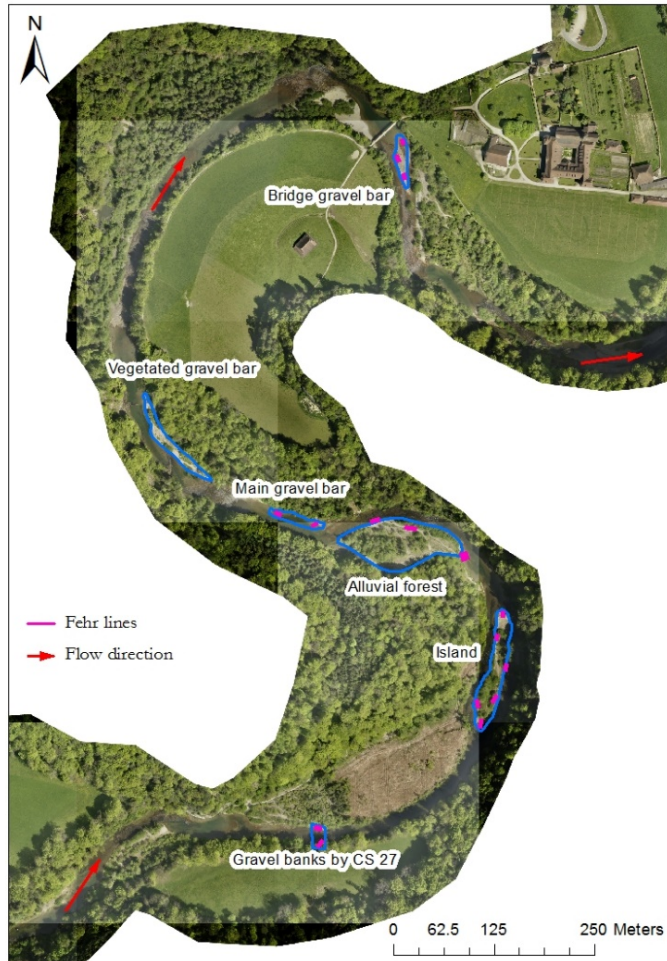 N
Bridge gravel bar
Vegetated gravel bar
Main gravel bar
Alluvial forest
Fehr lines
Flow direction
Island
Gravel banks by CS 27
0 62.5 125 250 Meters